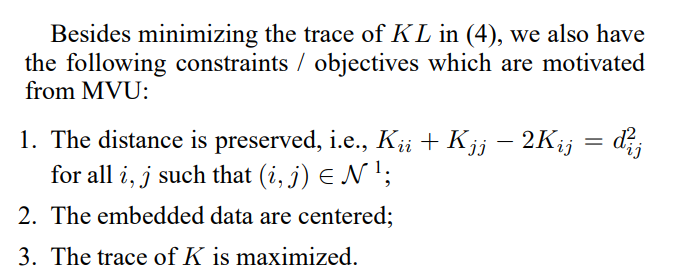 Besides minimizing the trace of KL in (4), we also have
the following constraints / objectives which are motivated
from MVU:
1. The distance is preserved, i.e., K_{ii} + K_{jj} − 2K_{ij} = d_{ij}^2
for all i, j such that (i, j) ∈ 𝒩 ¹;
2. The embedded data are centered;
3. The trace of K is maximized.